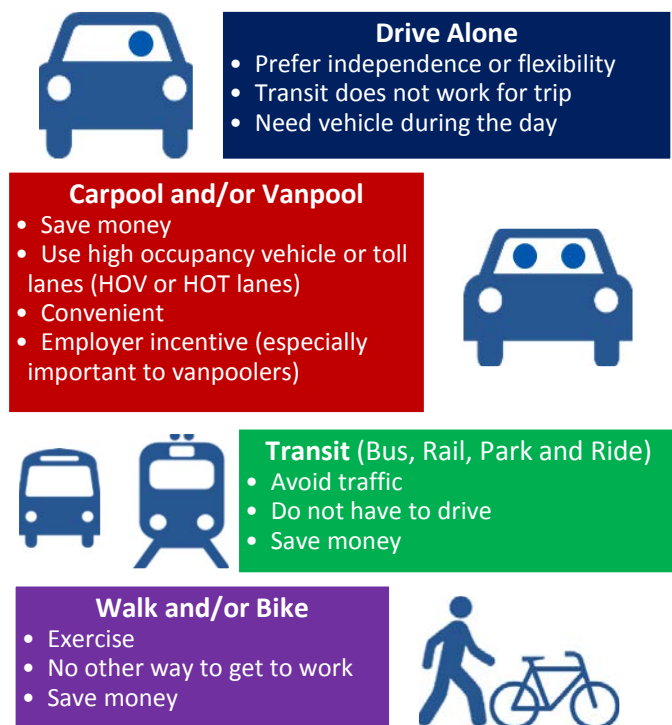 Drive Alone
• Prefer independence or flexibility
• Transit does not work for trip
• Need vehicle during the day
Carpool and/or Vanpool
• Save money
• Use high occupancy vehicle or toll
lanes (HOV or HOT lanes)
• Convenient
• Employer incentive (especially
important to vanpoolers)
Transit (Bus, Rail, Park and Ride)
• Avoid traffic
• Do not have to drive
• Save money
Walk and/or Bike
• Exercise
• No other way to get to work
• Save money